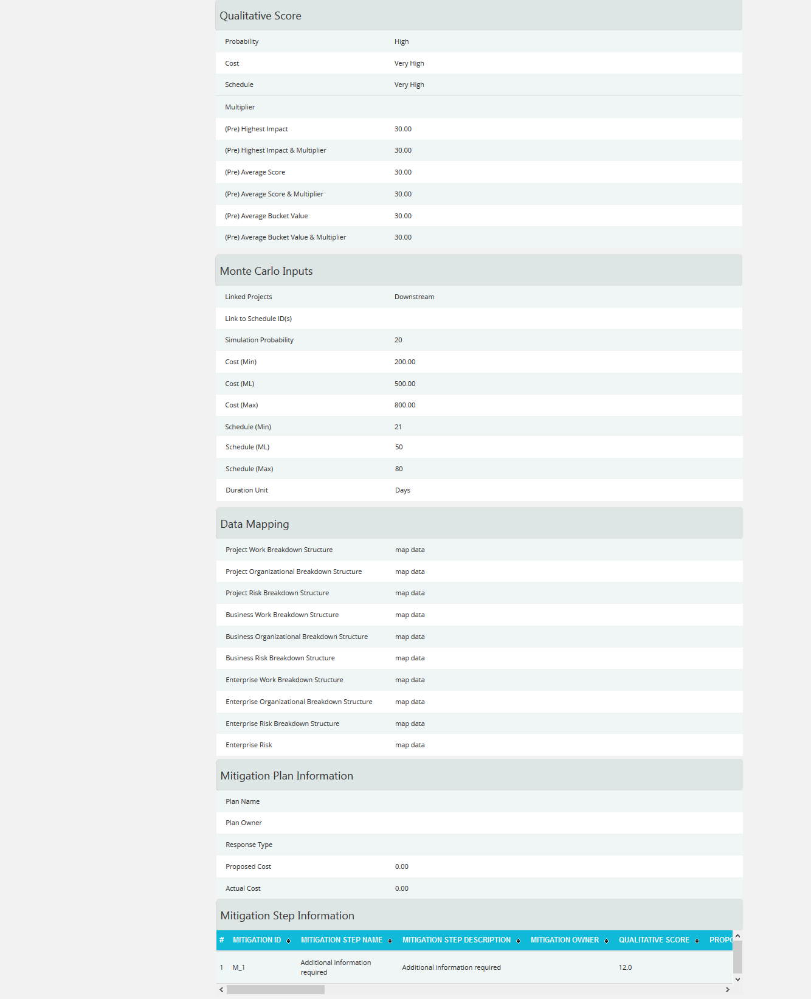 Qualitative Score
Probability High
Cost Very High
Schedule Very High
Multiplier
(Pre) Highest Impact 30.00
(Pre) Highest Impact & Multiplier 30.00
(Pre) Average Score 30.00
(Pre) Average Score & Multiplier 30.00
(Pre) Average Bucket Value 30.00
(Pre) Average Bucket Value & Multiplier 30.00
Monte Carlo Inputs
Linked Projects Downstream
Link to Schedule ID(s)
Simulation Probability 20
Cost (Min) 200.00
Cost (ML) 500.00
Cost (Max) 800.00
Schedule (Min) 21
Schedule (ML) 50
Schedule (Max) 80
Duration Unit Days
Data Mapping
Project Work Breakdown Structure map data
Project Organizational Breakdown Structure map data
Project Risk Breakdown Structure map data
Business Work Breakdown Structure map data
Business Organizational Breakdown Structure map data
Business Risk Breakdown Structure map data
Enterprise Work Breakdown Structure map data
Enterprise Organizational Breakdown Structure map data
Enterprise Risk Breakdown Structure map data
Enterprise Risk map data
Mitigation Plan Information
Plan Name
Plan Owner
Response Type
Proposed Cost 0.00
Actual Cost 0.00
Mitigation Step Information
# MITIGATION ID MITIGATION STEP NAME MITIGATION STEP DESCRIPTION MITIGATION OWNER QUALITATIVE SCORE PROPO
1 M_1 Additional information required Additional information required 12.0